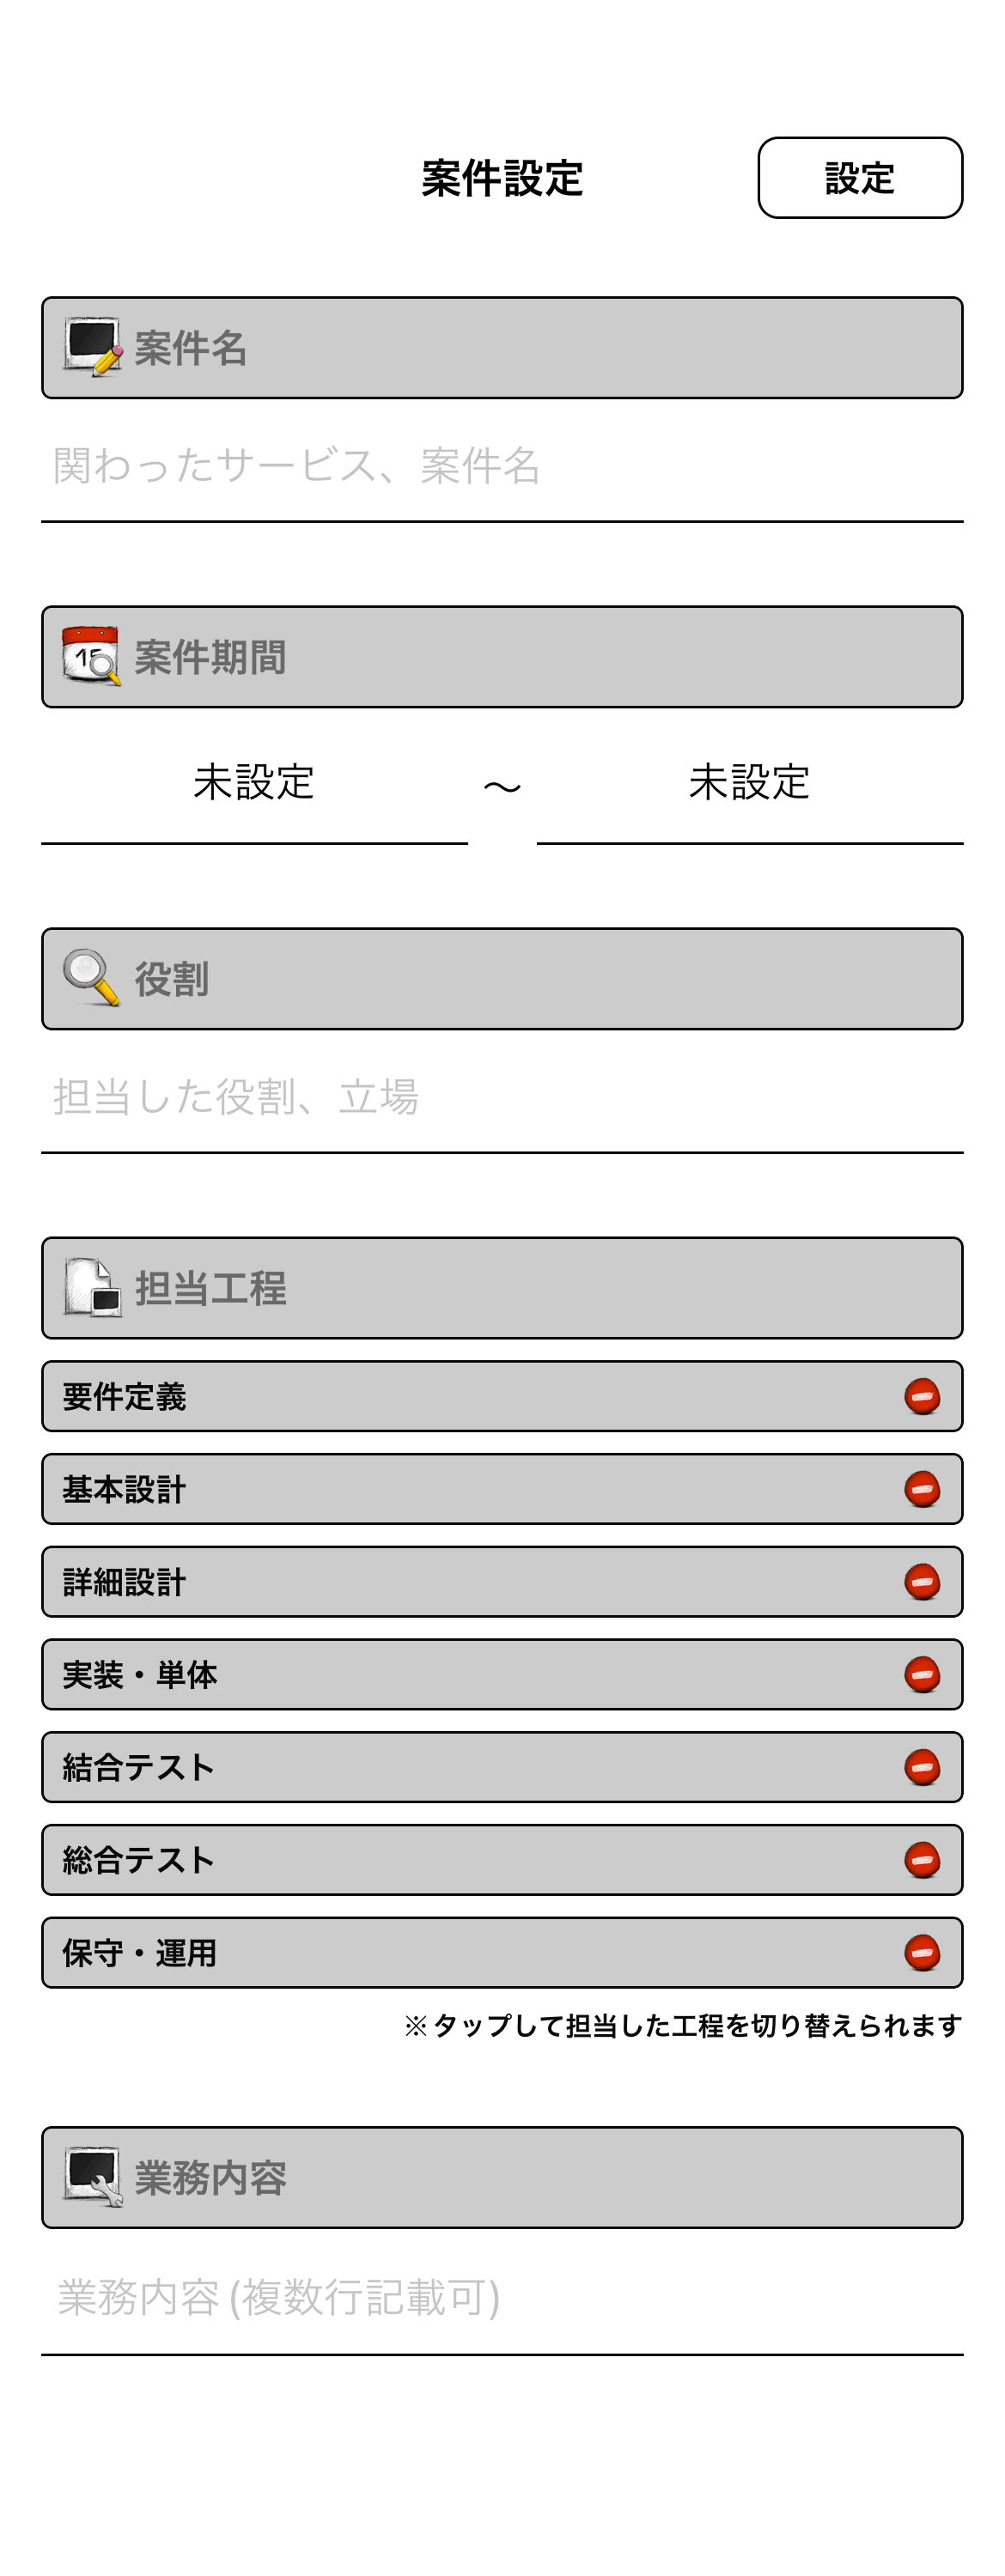 案件設定
設定
案件名
関わったサービス、案件名
15
案件期間
未設定 〜 未設定
役割
担当した役割、立場
担当工程
要件定義
基本設計
詳細設計
実装・単体
結合テスト
総合テスト
保守・運用
※タップして担当した工程を切り替えられます
業務内容
業務内容 (複数行記載可)